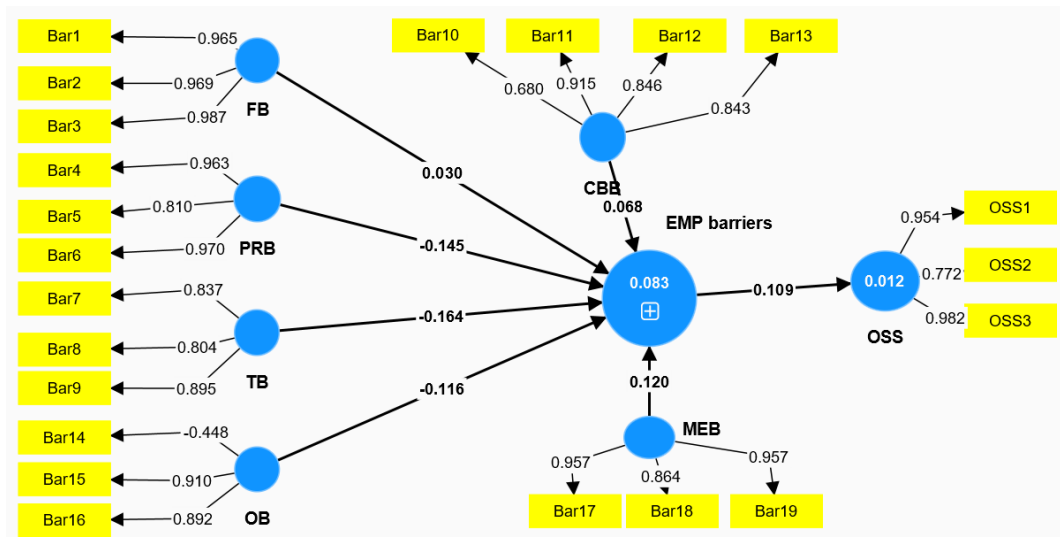 Bar1
0.965
Bar2
0.969
Bar3
0.987
FB
Bar4
0.963
Bar5
0.810
Bar6
0.970
PRB
Bar7
0.837
Bar8
0.804
Bar9
0.895
TB
Bar14
-0.448
Bar15
0.910
Bar16
0.892
OB
0.030
-0.145
-0.164
-0.116
Bar10
Bar11
Bar12
Bar13
0.680
0.915
0.846
0.843
CBB
0.068
EMP barriers
0.083
0.109
0.012
OSS
0.954
OSS1
0.772
OSS2
0.982
OSS3
0.120
MEB
0.957
0.864
0.957
Bar17
Bar18
Bar19